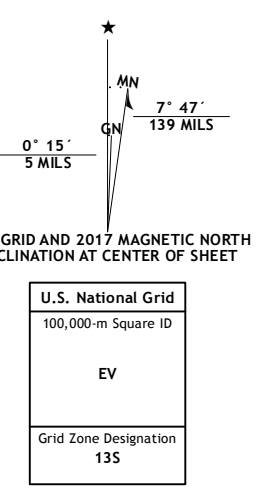 ★
MN
GN
7° 47´
139 MILS
0° 15´
5 MILS
GRID AND 2017 MAGNETIC NORTH
CLINATION AT CENTER OF SHEET
U.S. National Grid
100,000-m Square ID
EV
Grid Zone Designation
13S